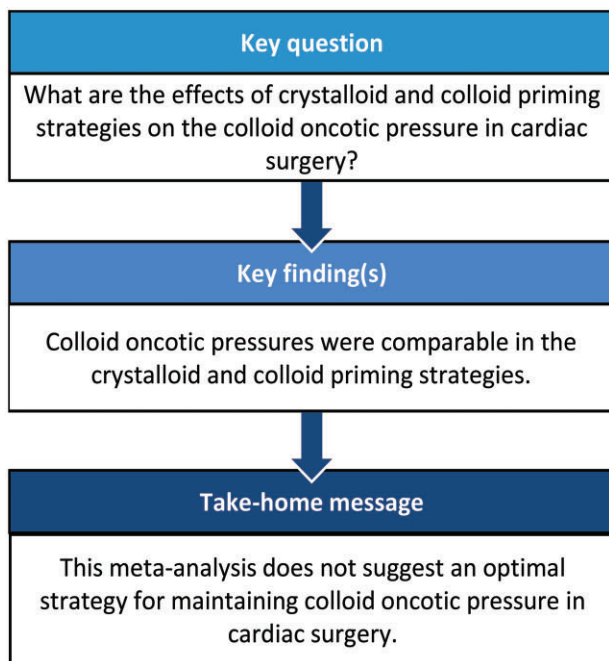 Key question
What are the effects of crystalloid and colloid priming
strategies on the colloid oncotic pressure in cardiac
surgery?
Key finding(s)
Colloid oncotic pressures were comparable in the
crystalloid and colloid priming strategies.
Take-home message
This meta-analysis does not suggest an optimal
strategy for maintaining colloid oncotic pressure in
cardiac surgery.